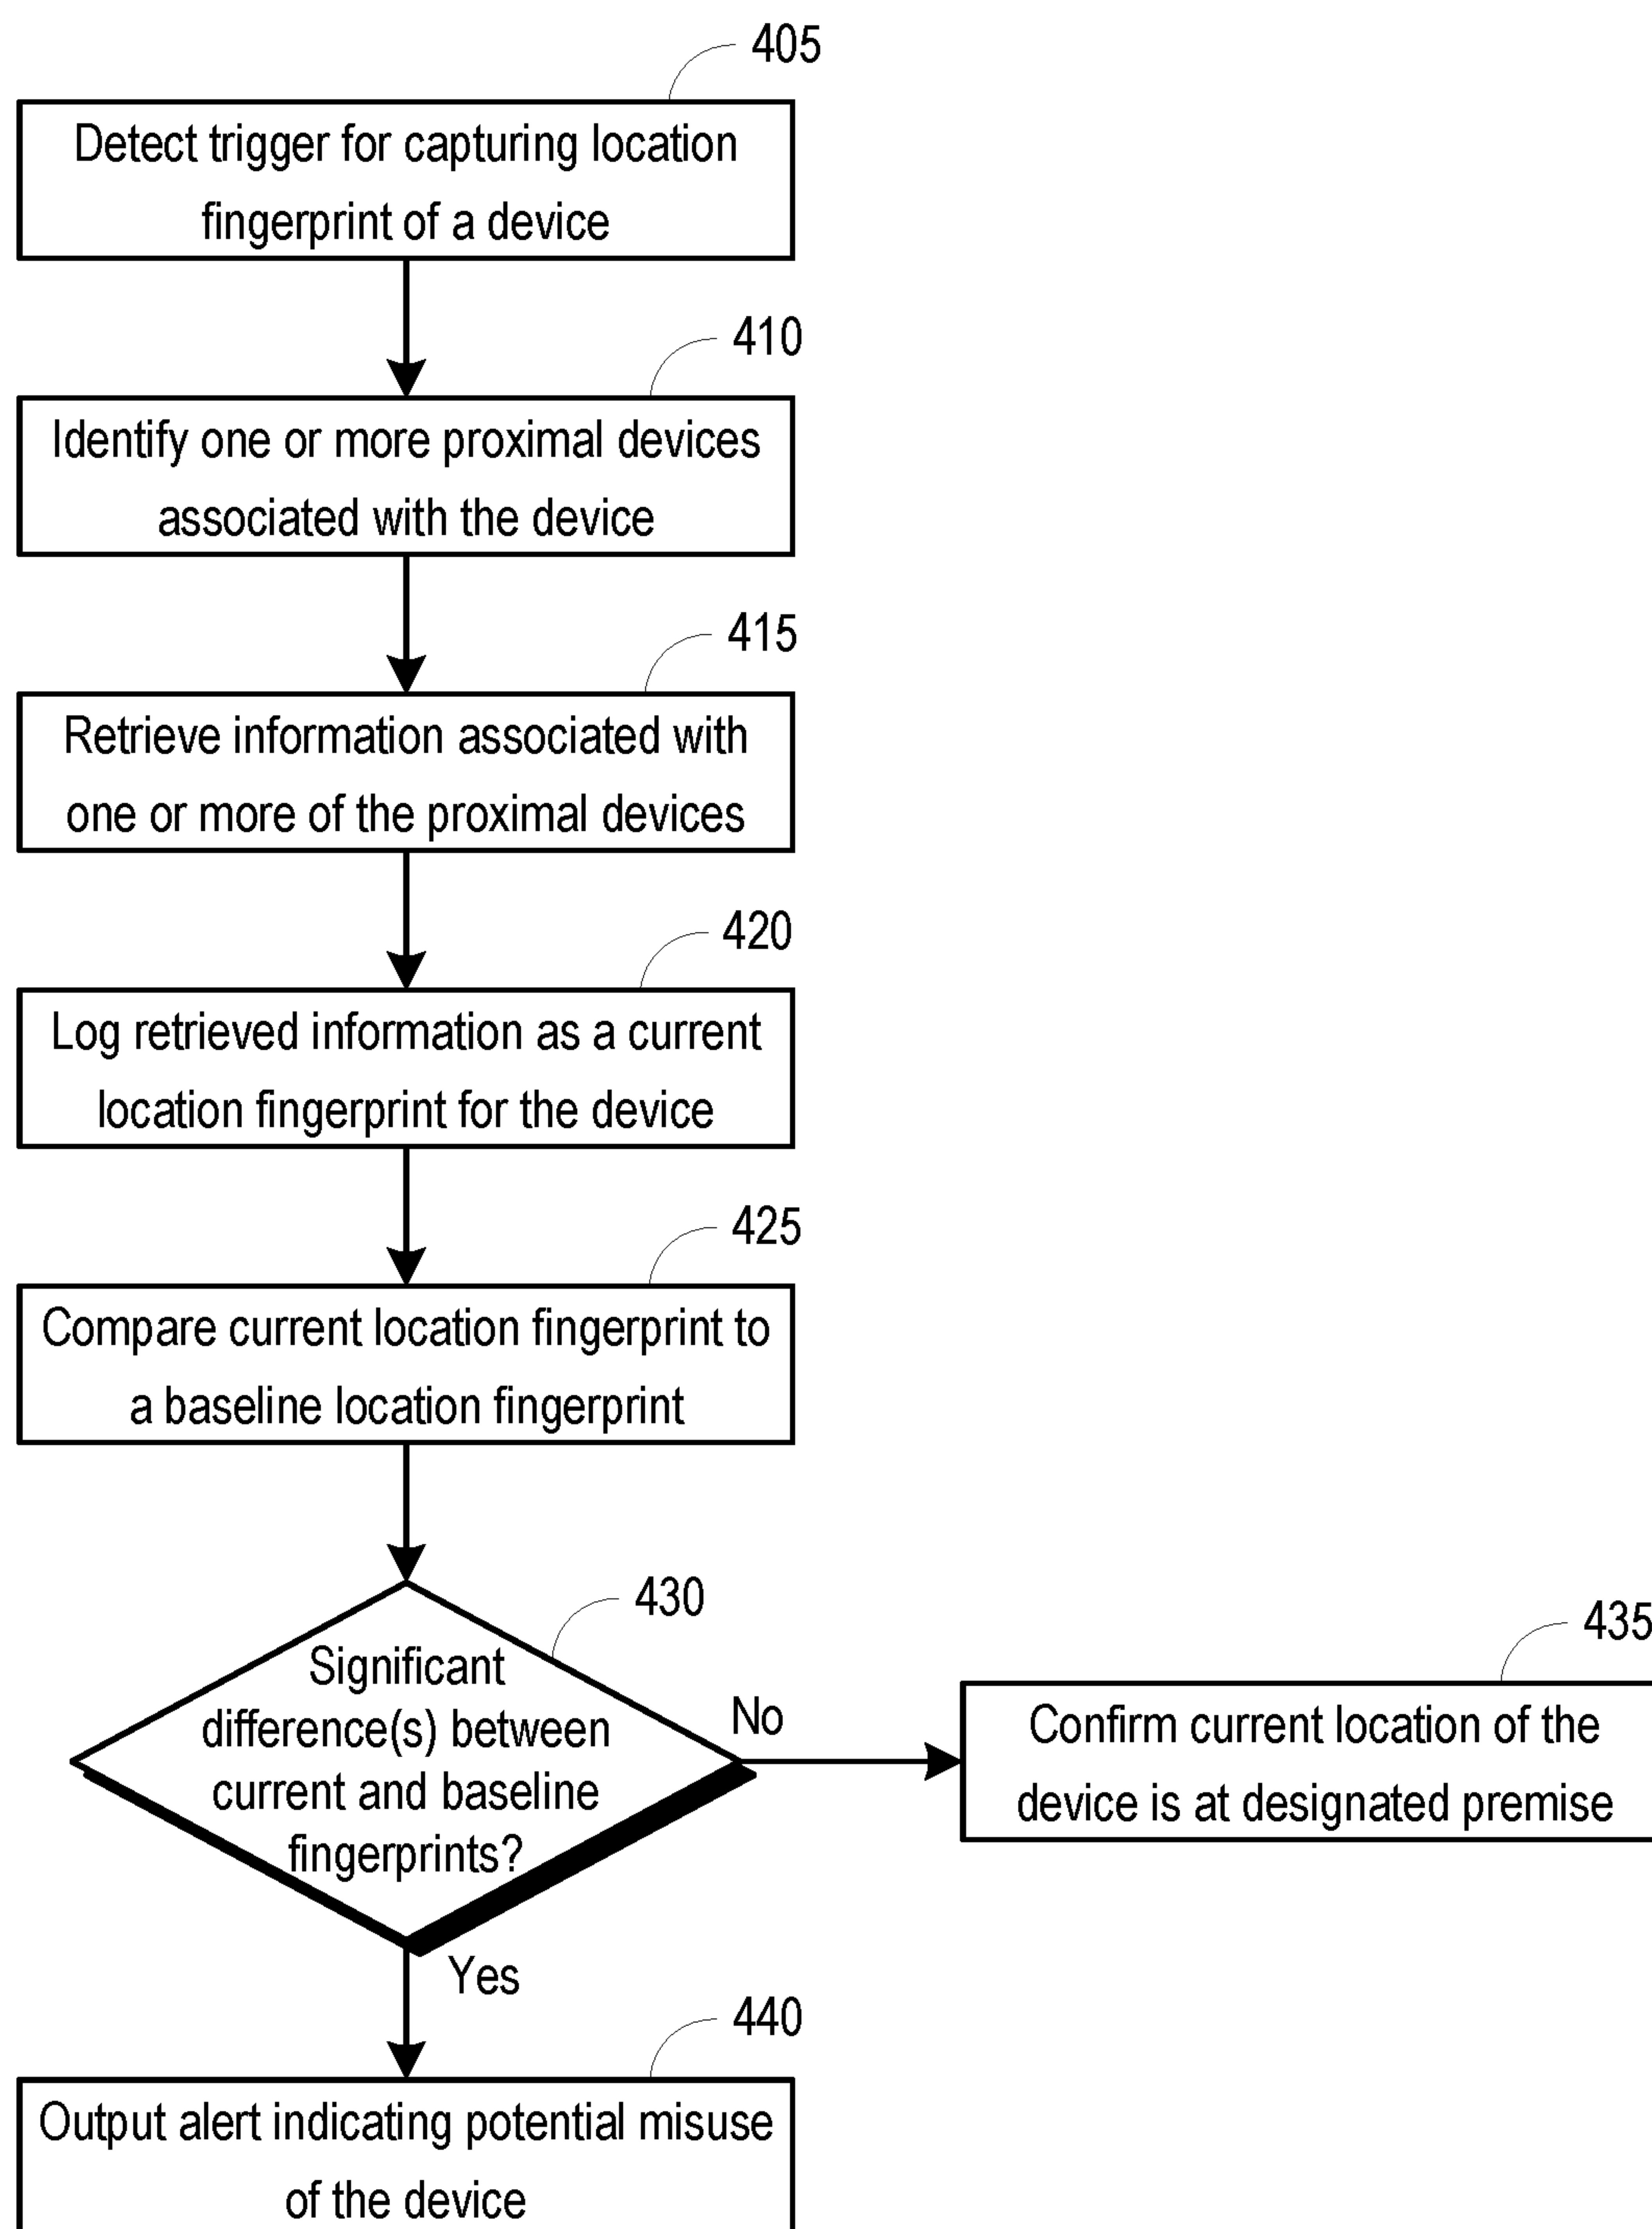 405
Detect trigger for capturing location
fingerprint of a device
410
Identify one or more proximal devices
associated with the device
415
Retrieve information associated with
one or more of the proximal devices
420
Log retrieved information as a current
location fingerprint for the device
425
Compare current location fingerprint to
a baseline location fingerprint
430
Significant
difference(s) between
current and baseline
fingerprints?
No
435
Confirm current location of the
device is at designated premise
Yes
440
Output alert indicating potential misuse
of the device